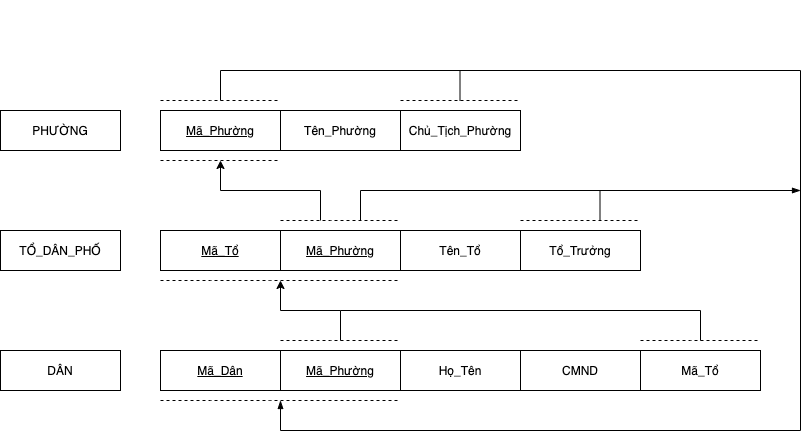 PHƯỜNG
Mã_Phường Tên_Phường Chủ_Tịch_Phường
TỔ_DÂN_PHỐ
Mã_Tổ Mã_Phường Tên_Tổ Tổ_Trưởng
DÂN
Mã_Dân Mã_Phường Họ_Tên CMND Mã_Tổ